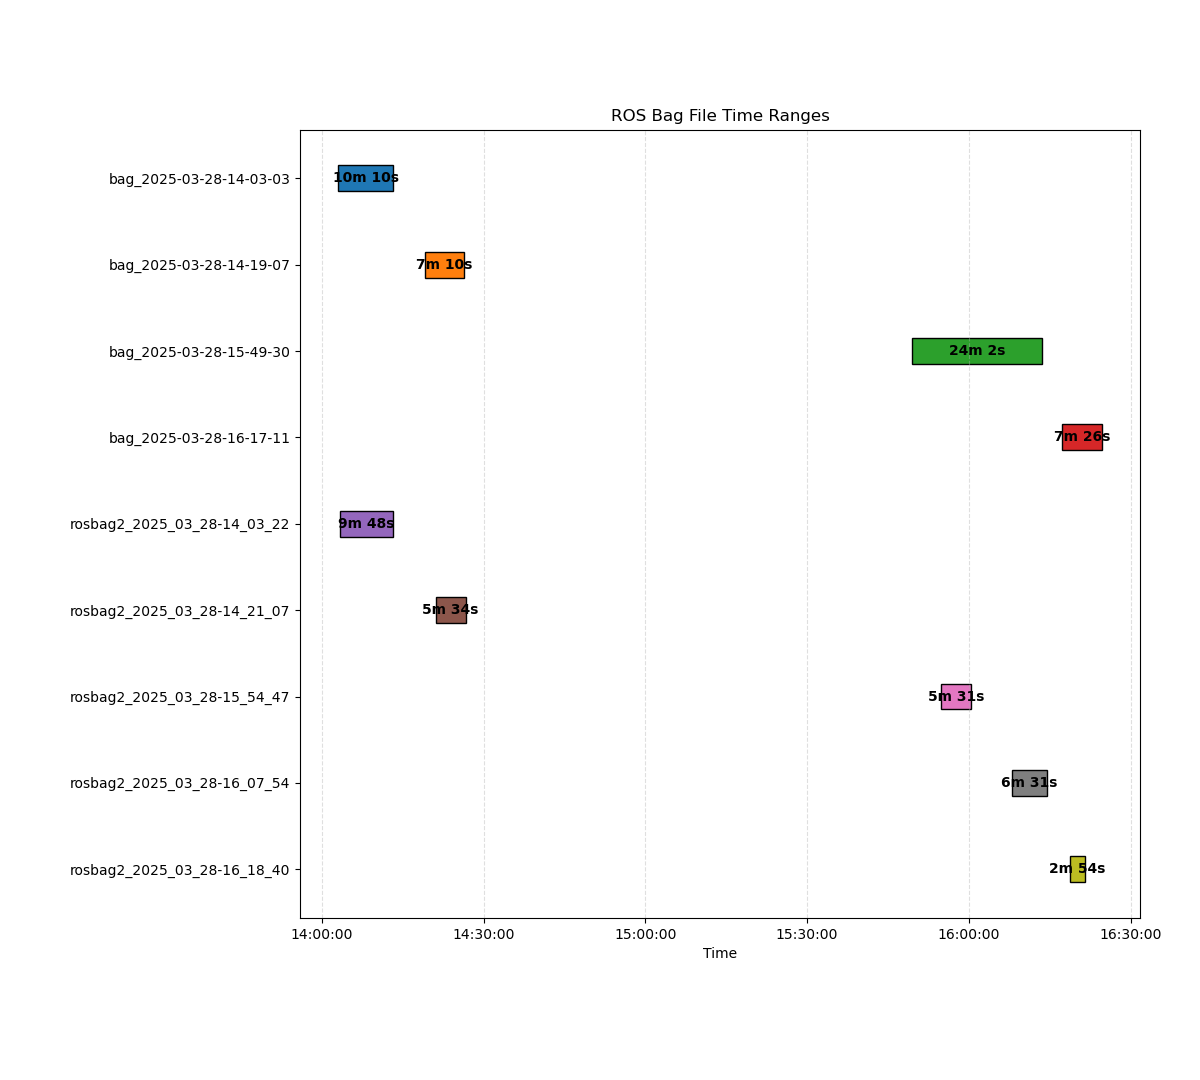 ROS Bag File Time Ranges
bag_2025-03-28-14-03-03
10m 10s
bag_2025-03-28-14-19-07
7m 10s
bag_2025-03-28-15-49-30
24m 2s
bag_2025-03-28-16-17-11
7m 26s
rosbag2_2025_03_28-14_03_22
9m 48s
rosbag2_2025_03_28-14_21_07
5m 34s
rosbag2_2025_03_28-15_54_47
5m 31s
rosbag2_2025_03_28-16_07_54
6m 31s
rosbag2_2025_03_28-16_18_40
2m 54s
14:00:00 14:30:00 15:00:00 15:30:00 16:00:00 16:30:00
Time